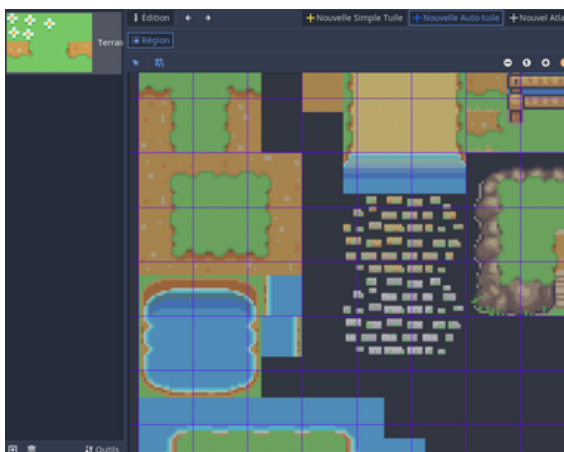 Édition
Nouvelle Simple Tuile
Nouvelle Auto-tuile
Nouvel Atla
Terrai
Région
Outils